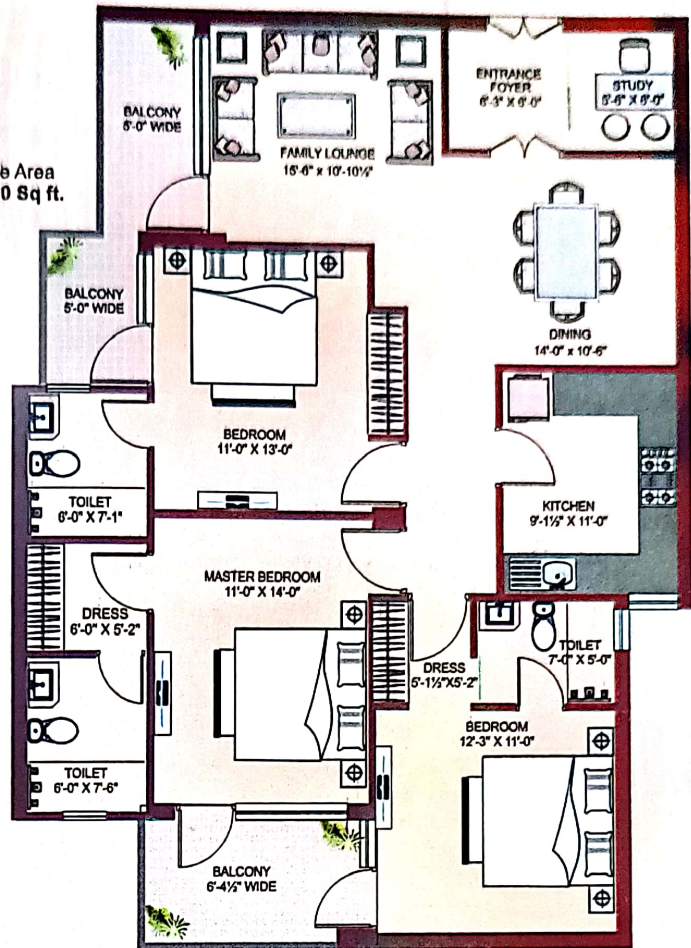 BALCONY
5'-0" WIDE
ENTRANCE
FOYER
6'-3" X 6'-0"
STUDY
5'-6" X 6'-0"
FAMILY LOUNGE
15'-6" x 10'-10½"
e Area
0 Sq ft.
BALCONY
5'-0" WIDE
DINING
14'-0" x 10'-6"
BEDROOM
11'-0" X 13'-0"
TOILET
6'-0" X 7'-1"
KITCHEN
9'-1½" X 11'-0"
MASTER BEDROOM
11'-0" X 14'-0"
DRESS
6'-0" X 5'-2"
TOILET
7'-0" X 5'-0"
DRESS
5'-1½"X5'-2"
BEDROOM
12'-3" X 11'-0"
TOILET
6'-0" X 7'-6"
BALCONY
6'-4½" WIDE